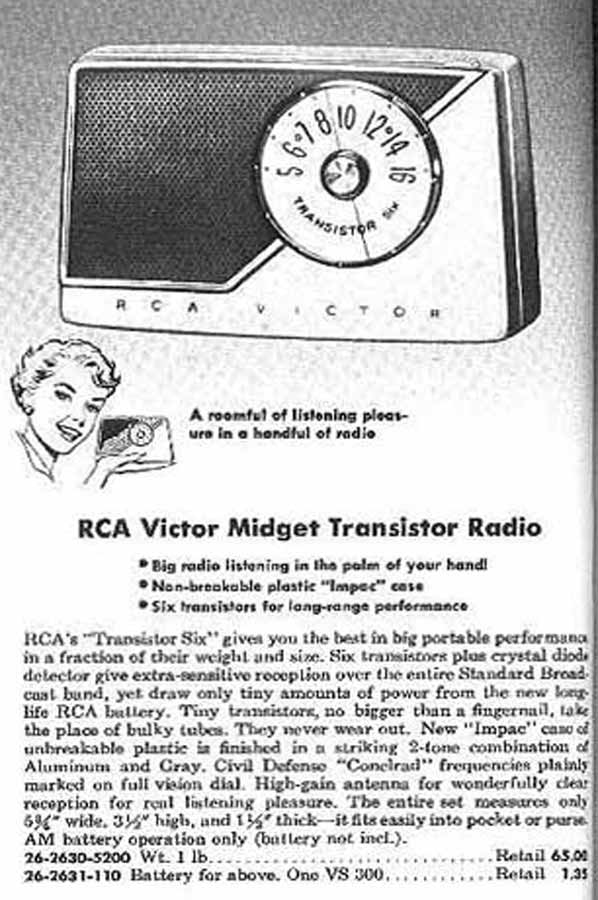 5 6 7 8 10 12 14 16
TRANSISTOR SIX
RCA VICTOR
A roomful of listening pleas-
ure in a handful of radio
RCA Victor Midget Transistor Radio
• Big radio listening in the palm of your hand!
• Non-breakable plastic "Impac" case
• Six transistors for long-range performance
RCA's "Transistor Six" gives you the best in big portable performance
in a fraction of their weight and size. Six transistors plus crystal diode
detector give extra-sensitive reception over the entire Standard Broad-
cast band, yet draw only tiny amounts of power from the new long-
life RCA battery. Tiny transistors, no bigger than a fingernail, take
the place of bulky tubes. They never wear out. New "Impac" case of
unbreakable plastic is finished in a striking 2-tone combination of
Aluminum and Gray. Civil Defense "Conelrad" frequencies plainly
marked on full vision dial. High-gain antenna for wonderfully clear
reception for real listening pleasure. The entire set measures only
wide, 3½" high, and thick—it fits easily into pocket or purse.
AM battery operation only (battery not incl.).
26-2630-5200 Wt. 1 lb. Retail 65.00
26-2631-110 Battery for above. One VS 300. Retail 1.35